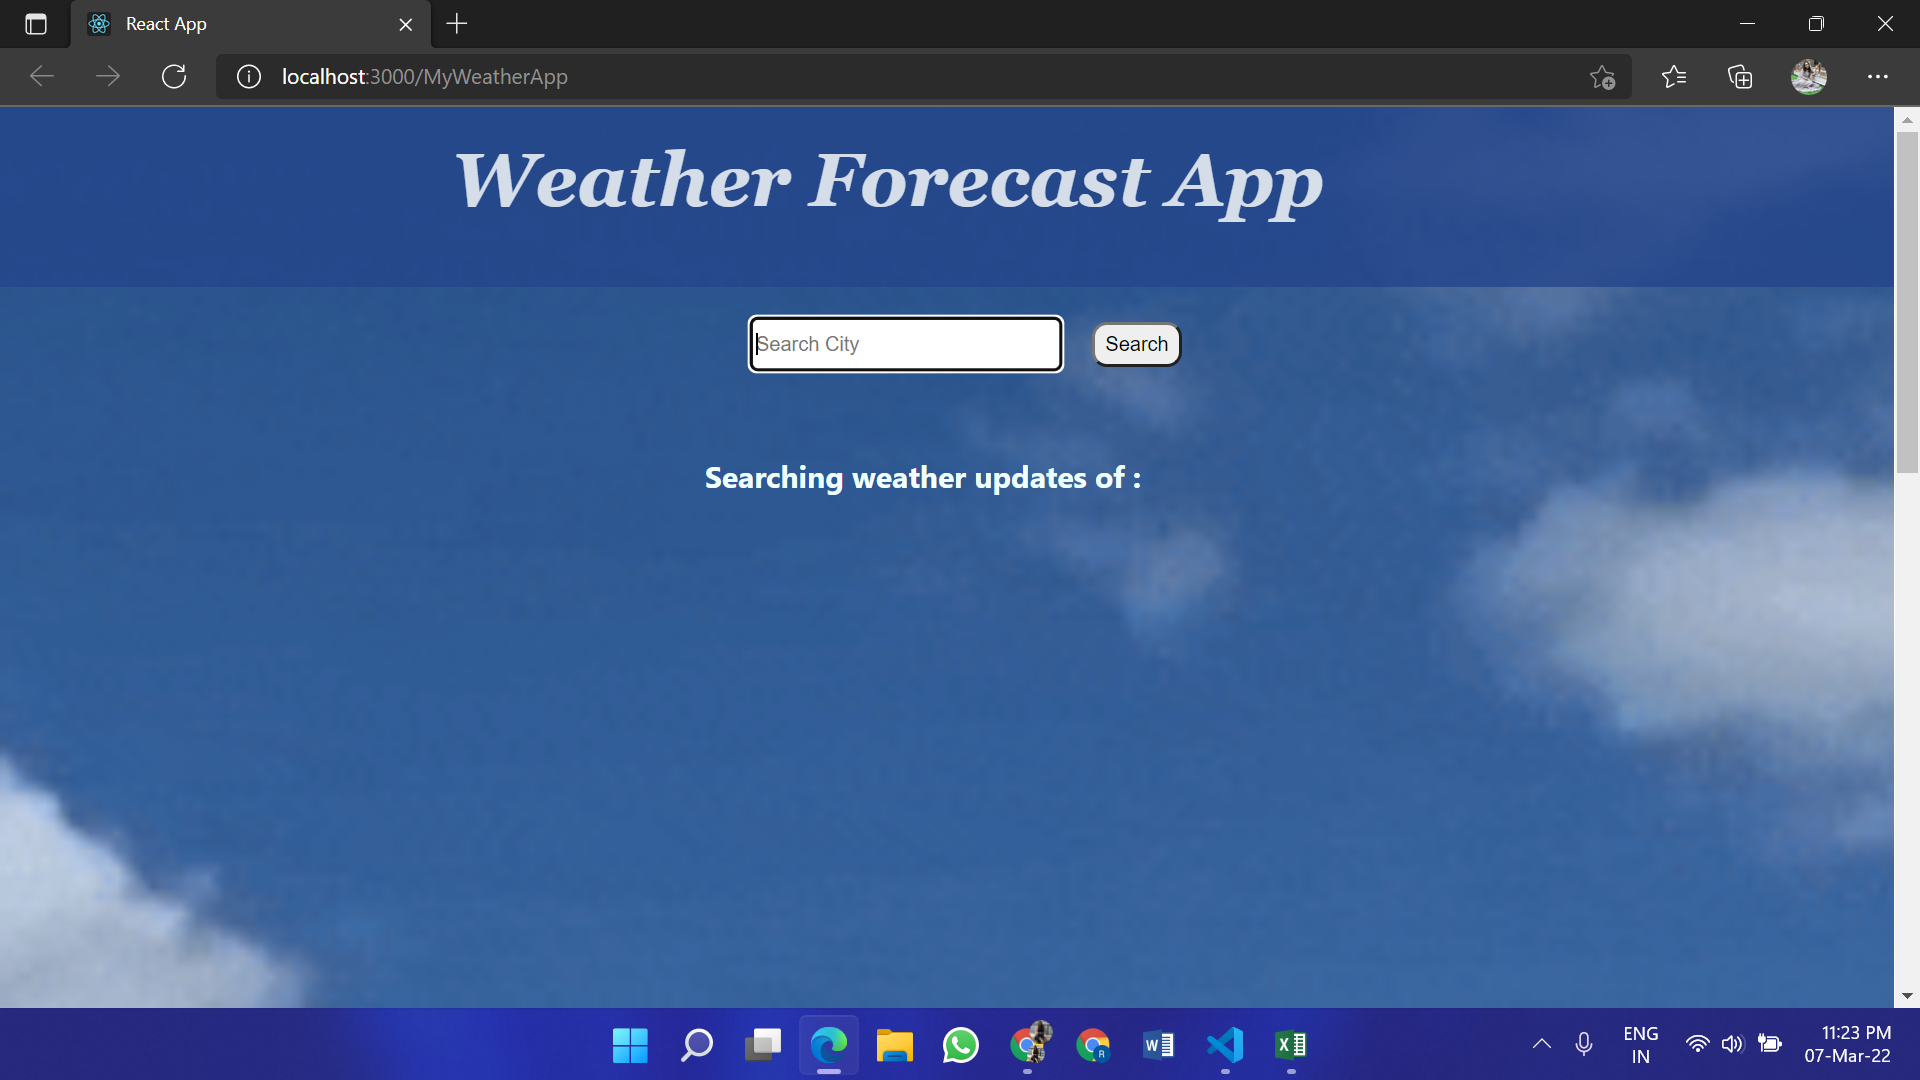 React App
localhost:3000/MyWeatherApp
Weather Forecast App
Search City
Search
Searching weather updates of :
ENG
IN
11:23 PM
07-Mar-22